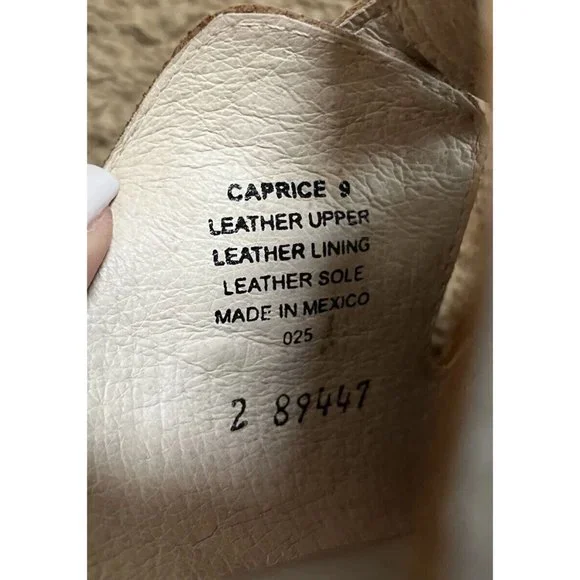 CAPRICE 9
LEATHER UPPER
LEATHER LINING
LEATHER SOLE
MADE IN MEXICO
025
2 89447